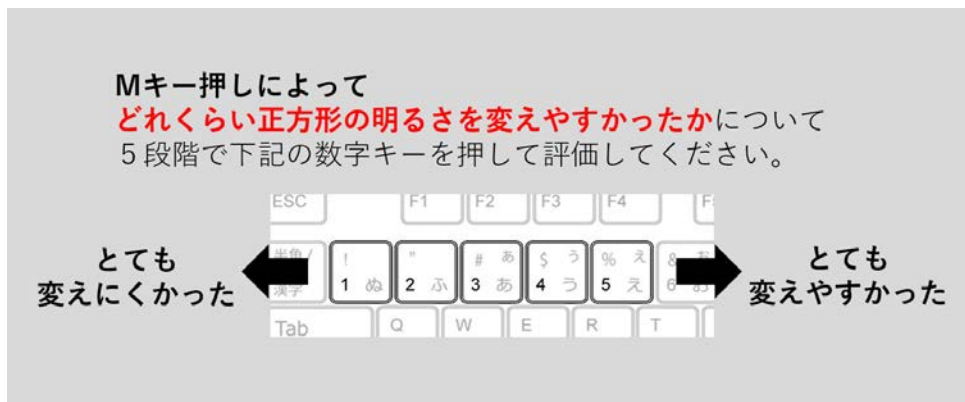 Mキー押しによって
どれくらい正方形の明るさを変えやすかったかについて
５段階で下記の数字キーを押して評価してください。
ESC F1 F2 F3 F4
とても
変えにくかった
半角/
漢字
! 1 ぬ
" 2 ふ
# あ 3 あ
$ う 4 う
% え 5 え
& 6
とても
変えやすかった
Tab Q W E R T